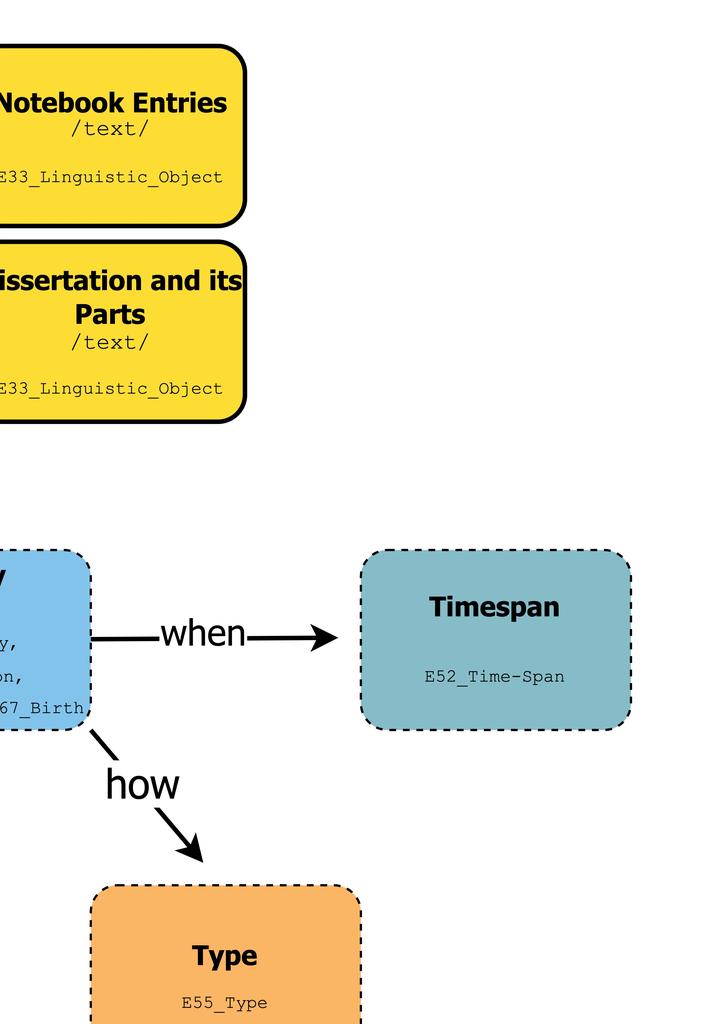 Notebook Entries
/text/
E33_Linguistic_Object
issertation and its
Parts
/text/
E33_Linguistic_Object
y
y,
on,
67_Birth
when
Timespan
E52_Time-Span
how
Type
E55_Type